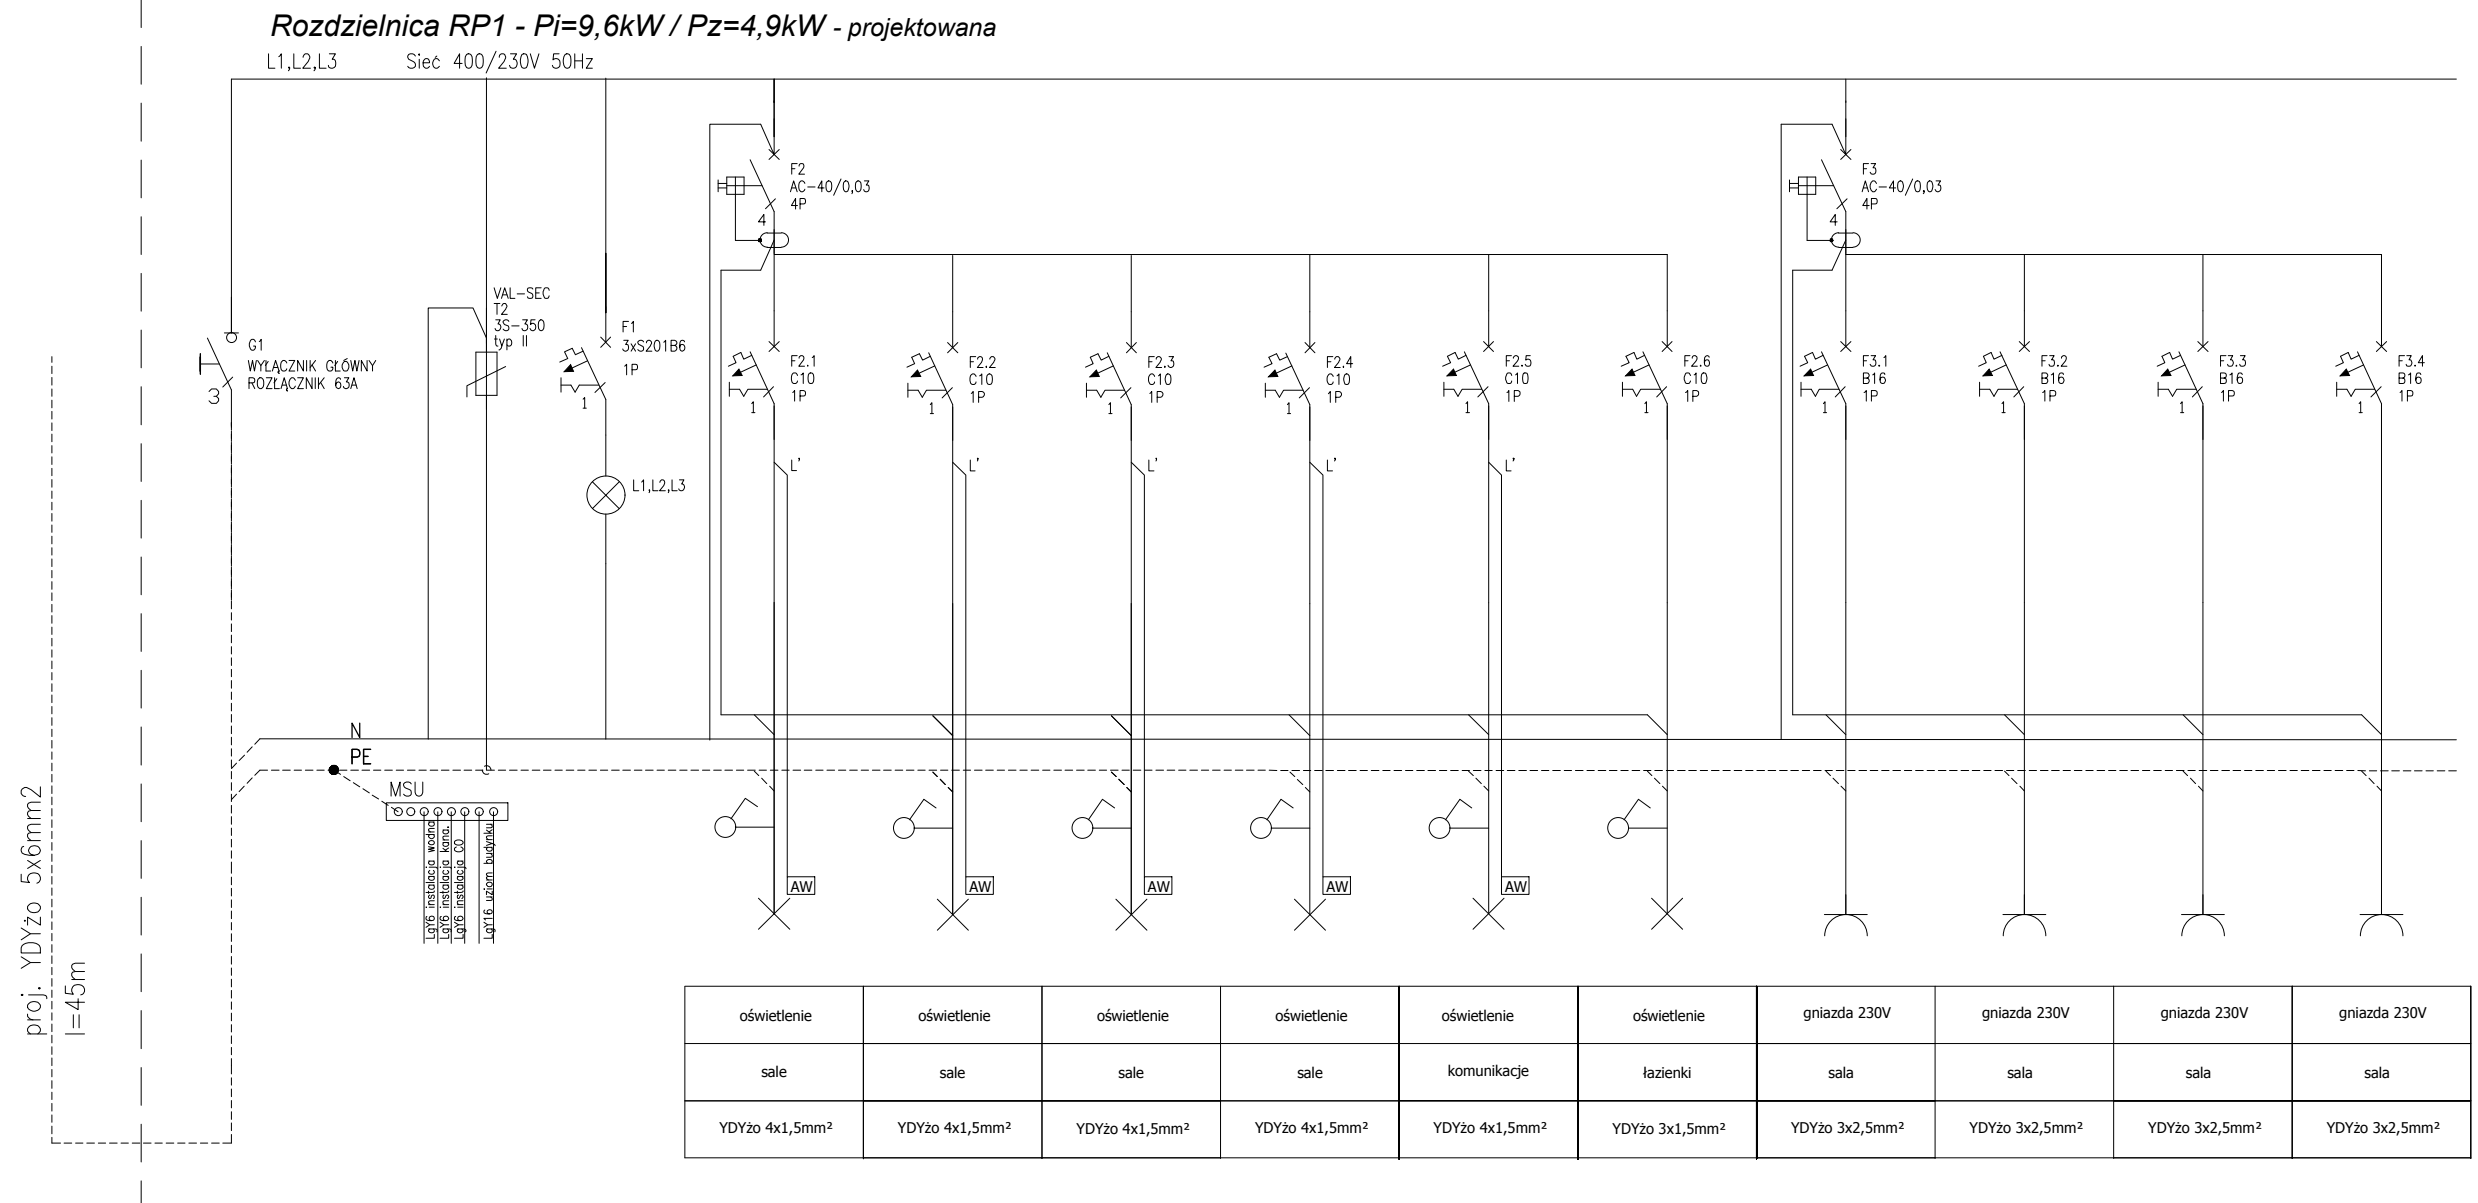 Rozdzielnica RP1 - Pi=9,6kW / Pz=4,9kW - projektowana
L1,L2,L3 Sieć 400/230V 50Hz
G1
WYŁĄCZNIK GŁÓWNY
ROZŁĄCZNIK 63A
3
VAL-SEC
T2
3S-350
typ II
F1
3xS201B6
1P
1
L1,L2,L3
F2
AC-40/0,03
4P
4
F2.1
C10
1P
1
L'
F2.2
C10
1P
1
L'
F2.3
C10
1P
1
L'
F2.4
C10
1P
1
L'
F2.5
C10
1P
1
L'
F2.6
C10
1P
1
F3
AC-40/0,03
4P
4
F3.1
B16
1P
1
F3.2
B16
1P
1
F3.3
B16
1P
1
F3.4
B16
1P
1
N
PE
MSU
LgY6 instalacja wodna
LgY6 instalacja kana.
LgY6 instalacja CO
LgY16 uziom budynku
AW AW AW AW AW
proj. YDYżo 5x6mm2
l=45m
oświetlenie oświetlenie oświetlenie oświetlenie oświetlenie oświetlenie gniazda 230V gniazda 230V gniazda 230V gniazda 230V
sale sale sale sale komunikacje łazienki sala sala sala sala
YDYżo 4x1,5mm² YDYżo 4x1,5mm² YDYżo 4x1,5mm² YDYżo 4x1,5mm² YDYżo 4x1,5mm² YDYżo 3x1,5mm² YDYżo 3x2,5mm² YDYżo 3x2,5mm² YDYżo 3x2,5mm² YDYżo 3x2,5mm²